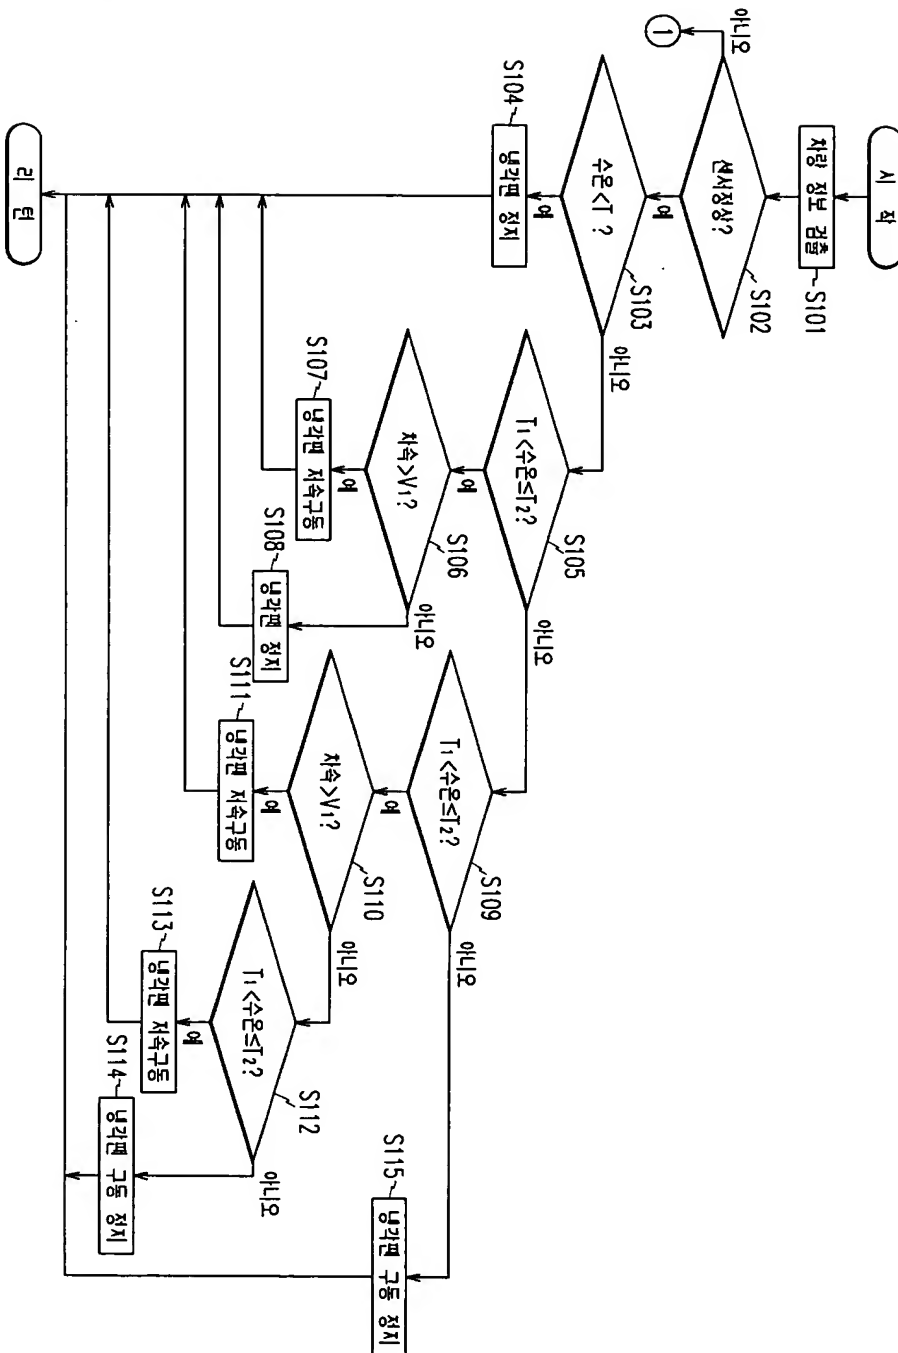 시 작
차량 정보 검출
S101
센서정상?
S102
아니오
1
예
수온<T ?
S103
예
냉각팬 정지
S104
아니오
T₁<수온≤T₂?
S105
예
차속>V₁?
S106
예
냉각팬 저속구동
S107
아니오
냉각팬 정지
S108
아니오
T₁<수온≤T₂?
S109
예
차속>V₁?
S110
예
냉각팬 저속구동
S111
아니오
T₁<수온≤T₂?
S112
예
냉각팬 저속구동
S113
아니오
냉각팬 구동 정지
S114
아니오
냉각팬 구동 정지
S115
리 턴